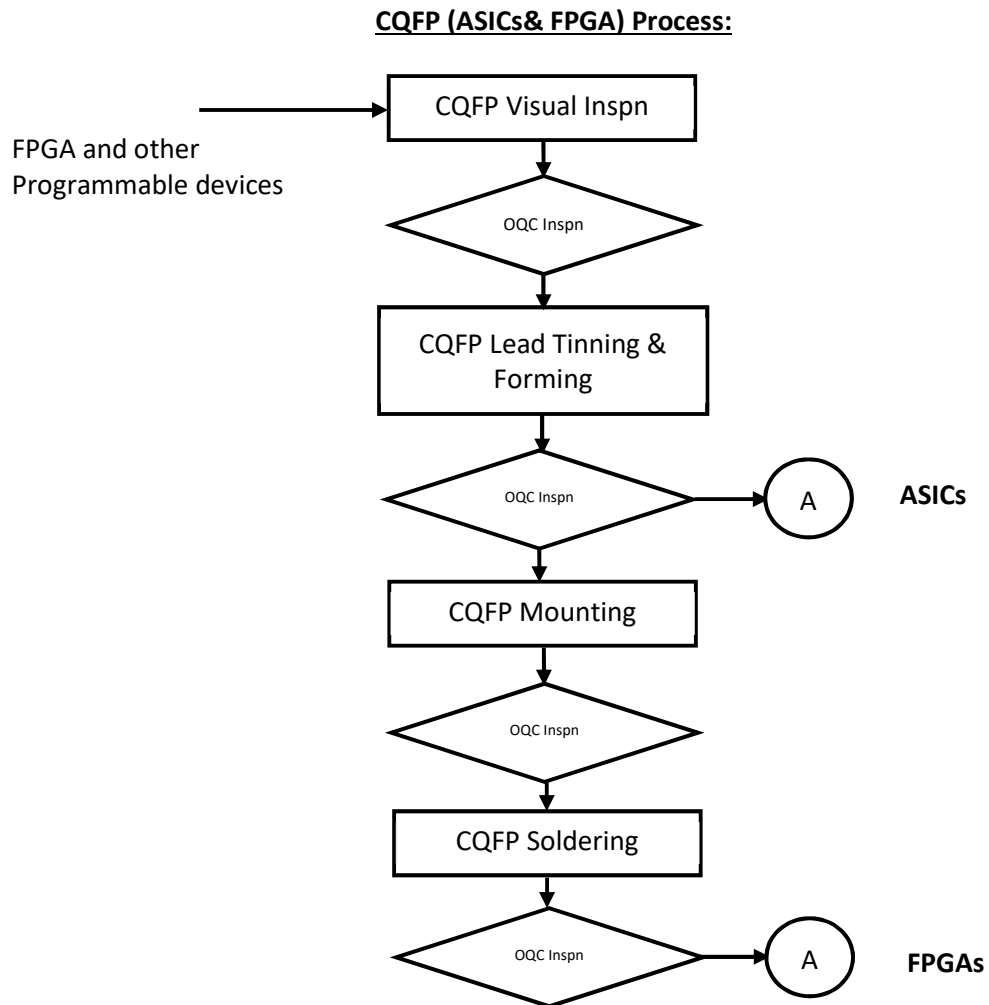 CQFP (ASICs& FPGA) Process:
CQFP Visual Inspn
FPGA and other
Programmable devices
OQC Inspn
CQFP Lead Tinning &
Forming
OQC Inspn
A
ASICs
CQFP Mounting
OQC Inspn
CQFP Soldering
OQC Inspn
A
FPGAs